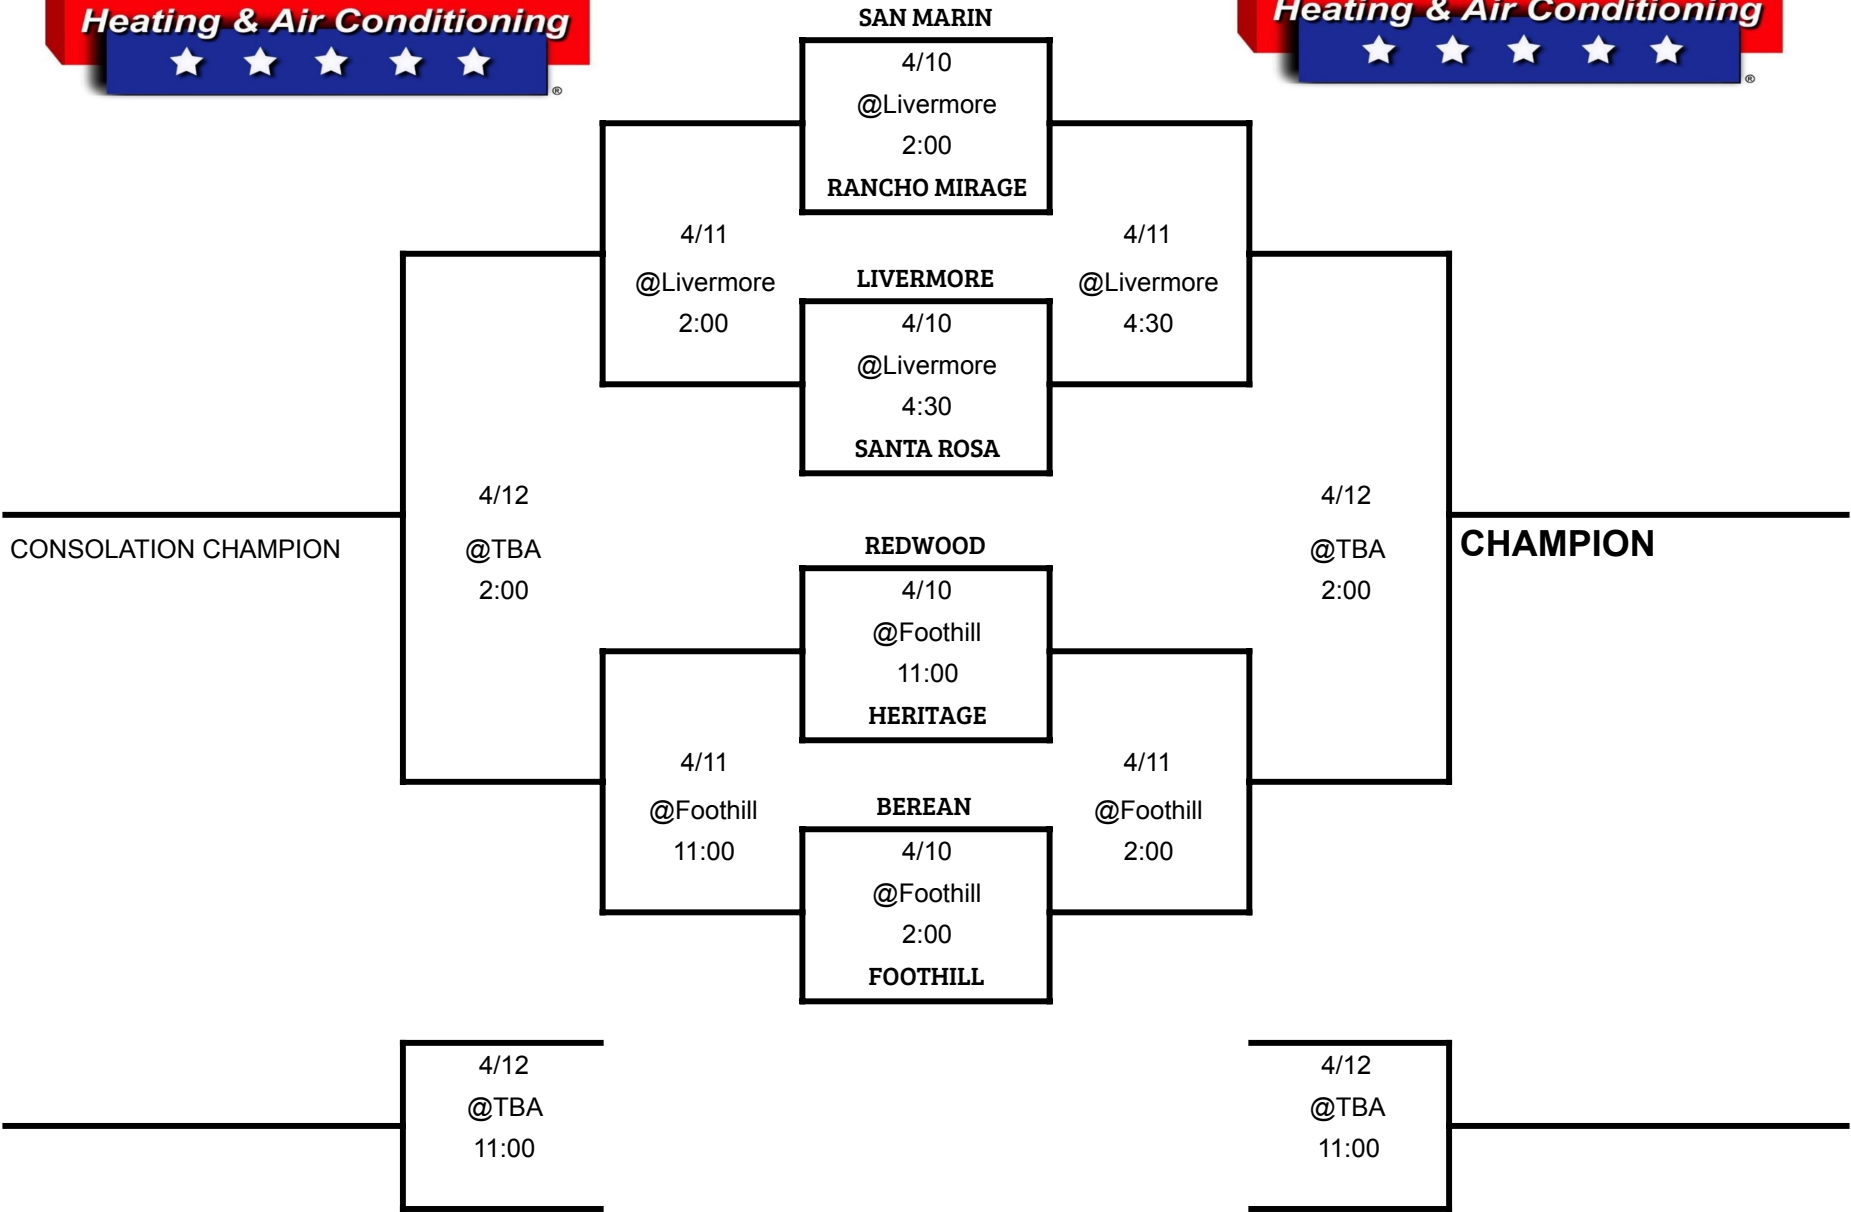 Heating & Air Conditioning
®
Heating & Air Conditioning
®
SAN MARIN
4/10
@Livermore
2:00
RANCHO MIRAGE
4/11
@Livermore
2:00
4/11
@Livermore
4:30
LIVERMORE
4/10
@Livermore
4:30
SANTA ROSA
4/12
@TBA
2:00
CONSOLATION CHAMPION
4/12
@TBA
2:00
CHAMPION
REDWOOD
4/10
@Foothill
11:00
HERITAGE
4/11
@Foothill
11:00
4/11
@Foothill
2:00
BEREAN
4/10
@Foothill
2:00
FOOTHILL
4/12
@TBA
11:00
4/12
@TBA
11:00